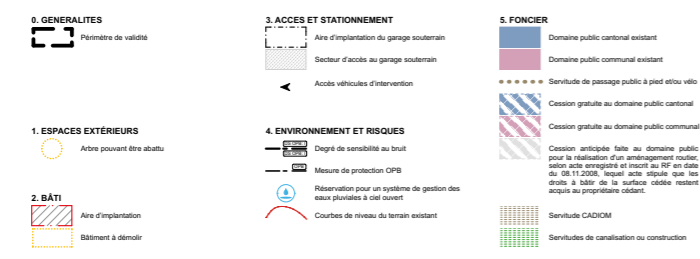 0. GENERALITES
Périmètre de validité
1. ESPACES EXTÉRIEURS
Arbre pouvant être abattu
2. BÂTI
Aire d'implantation
Bâtiment à démolir
3. ACCES ET STATIONNEMENT
Aire d'implantation du garage souterrain
Secteur d'accès au garage souterrain
Accès véhicules d'intervention
4. ENVIRONNEMENT ET RISQUES
Degré de sensibilité au bruit
OPB
Mesure de protection OPB
Réservation pour un système de gestion des
eaux pluviales à ciel ouvert
Courbes de niveau du terrain existant
5. FONCIER
Domaine public cantonal existant
Domaine public communal existant
Servitude de passage public à pied et/ou vélo
Cession gratuite au domaine public cantonal
Cession gratuite au domaine public communal
Cession anticipée faite au domaine public
pour la réalisation d'un aménagement routier,
selon acte enregistré et inscrit au RF en date
du 08.11.2008, lequel acte stipule que les
droits à bâtir de la surface cédée restent
acquis au propriétaire cédant.
Servitude CADIOM
Servitudes de canalisation ou construction